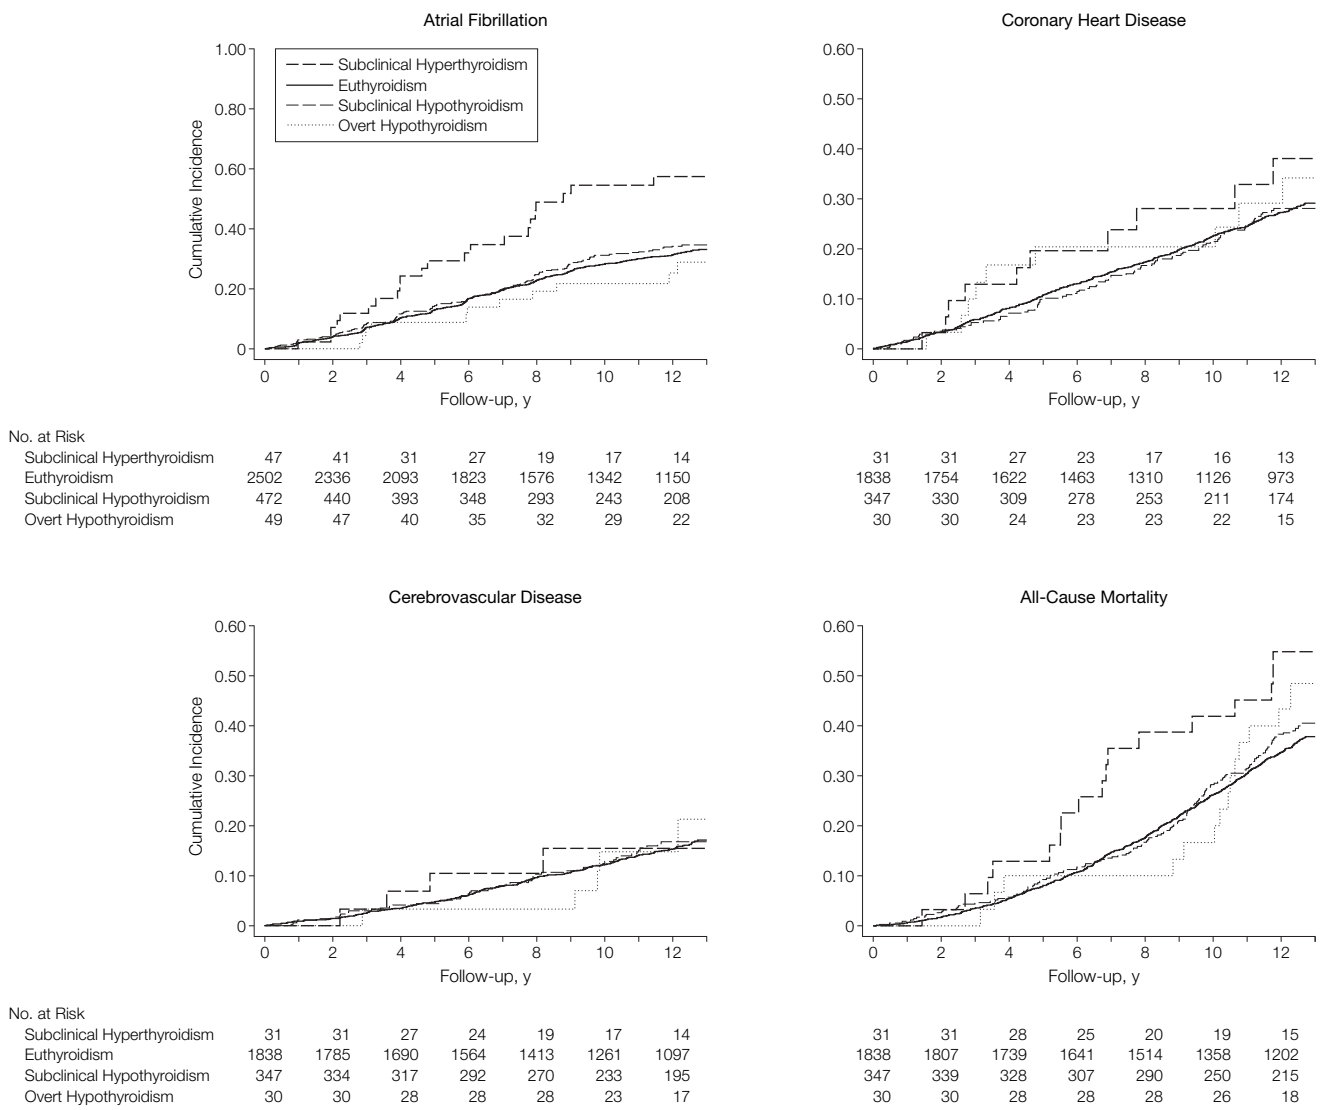 Atrial Fibrillation
1.00
0.80
0.60
0.40
0.20
0
Cumulative Incidence
Subclinical Hyperthyroidism
Euthyroidism
Subclinical Hypothyroidism
Overt Hypothyroidism
0 2 4 6 8 10 12
Follow-up, y
Coronary Heart Disease
0.60
0.50
0.40
0.30
0.20
0.10
0
0 2 4 6 8 10 12
Follow-up, y
No. at Risk
Subclinical Hyperthyroidism 47 41 31 27 19 17 14 31 31 27 23 17 16 13
Euthyroidism 2502 2336 2093 1823 1576 1342 1150 1838 1754 1622 1463 1310 1126 973
Subclinical Hypothyroidism 472 440 393 348 293 243 208 347 330 309 278 253 211 174
Overt Hypothyroidism 49 47 40 35 32 29 22 30 30 24 23 23 22 15
Cerebrovascular Disease
0.60
0.50
0.40
0.30
0.20
0.10
0
Cumulative Incidence
0 2 4 6 8 10 12
Follow-up, y
All-Cause Mortality
0.60
0.50
0.40
0.30
0.20
0.10
0
0 2 4 6 8 10 12
Follow-up, y
No. at Risk
Subclinical Hyperthyroidism 31 31 27 24 19 17 14 31 31 28 25 20 19 15
Euthyroidism 1838 1785 1690 1564 1413 1261 1097 1838 1807 1739 1641 1514 1358 1202
Subclinical Hypothyroidism 347 334 317 292 270 233 195 347 339 328 307 290 250 215
Overt Hypothyroidism 30 30 28 28 28 23 17 30 30 28 28 28 26 18